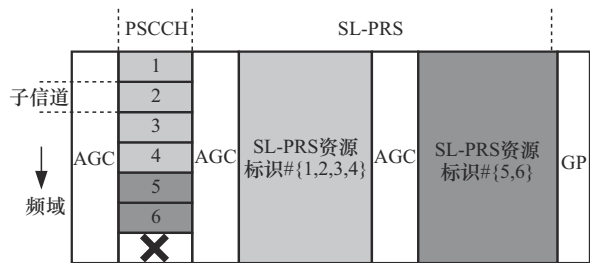 PSCCH
SL-PRS
子信道
频域
AGC
1
2
3
4
5
6
AGC
SL-PRS资源
标识#{1,2,3,4}
AGC
SL-PRS资源
标识#{5,6}
GP